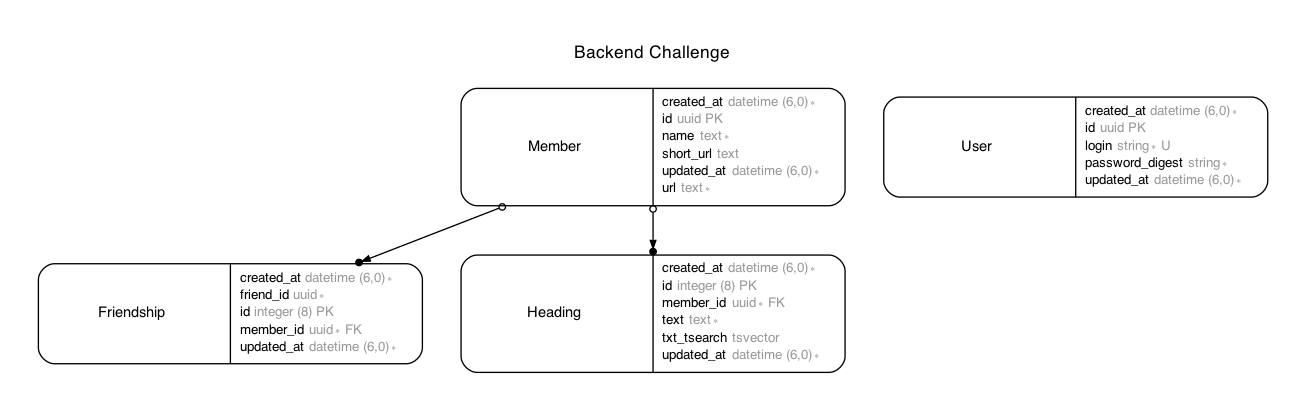 Backend Challenge
Member
created_at datetime (6,0) *
id uuid PK
name text *
short_url text
updated_at datetime (6,0) *
url text *
User
created_at datetime (6,0) *
id uuid PK
login string * U
password_digest string *
updated_at datetime (6,0) *
Friendship
created_at datetime (6,0) *
friend_id uuid *
id integer (8) PK
member_id uuid * FK
updated_at datetime (6,0) *
Heading
created_at datetime (6,0) *
id integer (8) PK
member_id uuid * FK
text text *
txt_tsearch tsvector
updated_at datetime (6,0) *